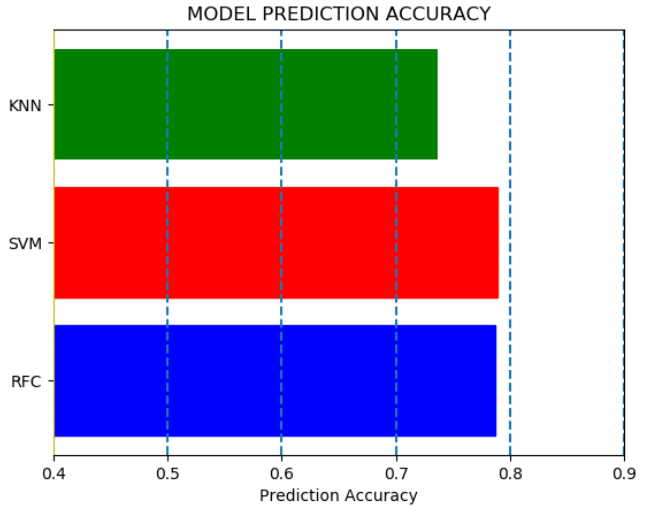 MODEL PREDICTION ACCURACY
KNN
SVM
RFC
0.4 0.5 0.6 0.7 0.8 0.9
Prediction Accuracy